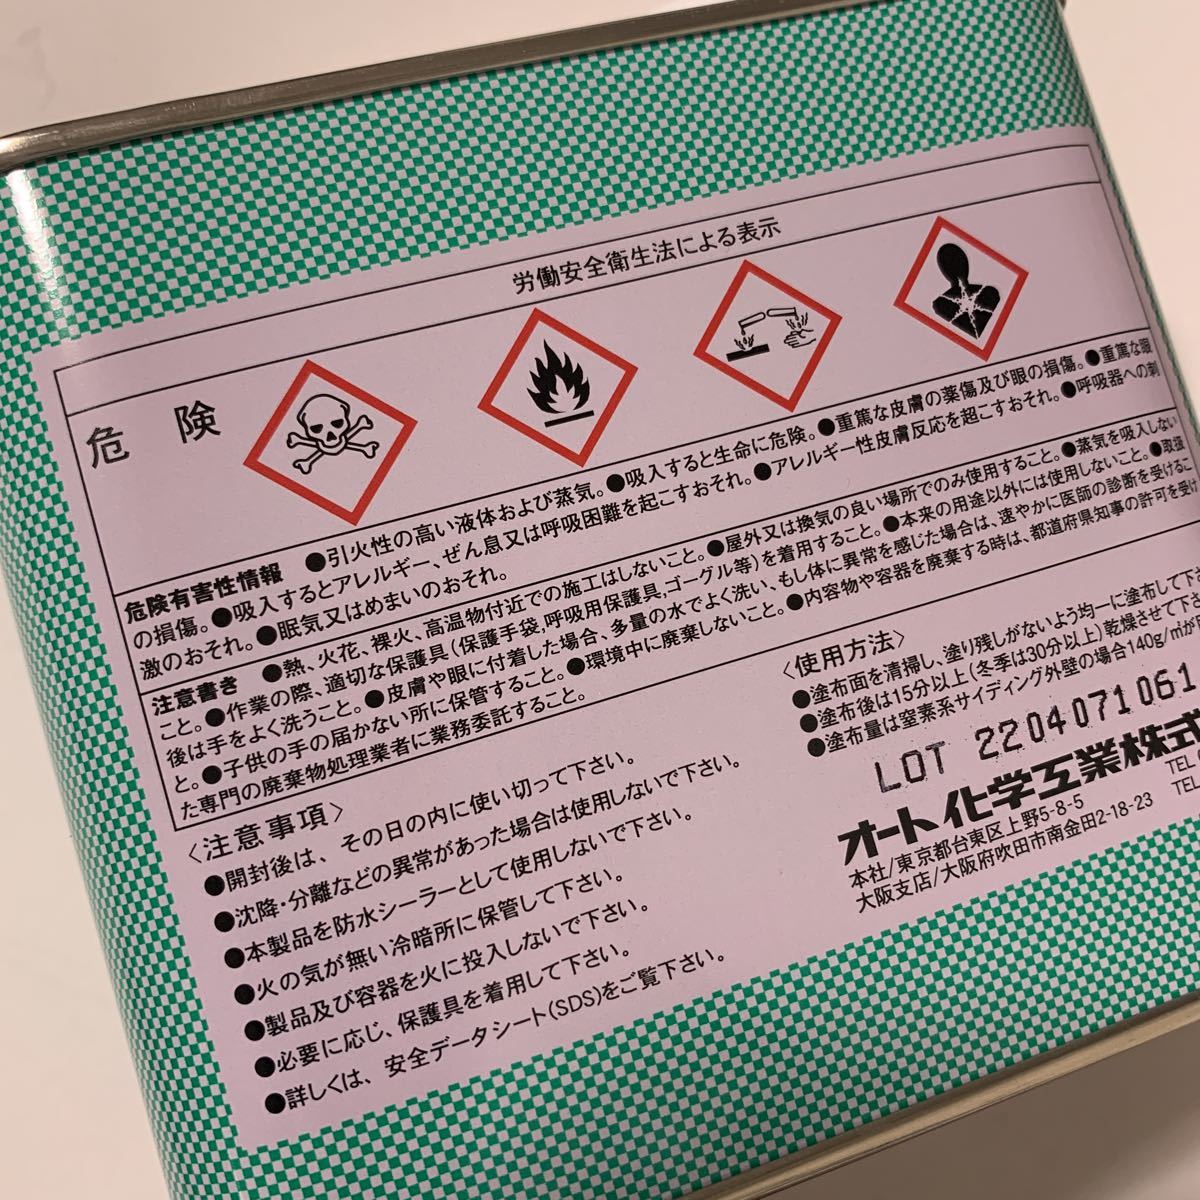 労働安全衛生法による表示
危　険
危険有害性情報　●引火性の高い液体および蒸気。●吸入すると生命に危険。●重篤な皮膚の薬傷及び眼の損傷。●重篤な眼
の損傷。●吸入するとアレルギー、ぜん息又は呼吸困難を起こすおそれ。●アレルギー性皮膚反応を起こすおそれ。●呼吸器への刺
激のおそれ。●眠気又はめまいのおそれ。
注意書き　●熱、火花、裸火、高温物付近での施工はしないこと。●屋外又は換気の良い場所でのみ使用すること。●蒸気を吸入しない
こと。●作業の際、適切な保護具(保護手袋,呼吸用保護具,ゴーグル等)を着用すること。●本来の用途以外には使用しないこと。●取扱
後は手をよく洗うこと。●皮膚や眼に付着した場合、多量の水でよく洗い、もし体に異常を感じた場合は、速やかに医師の診断を受けるこ
と。●子供の手の届かない所に保管すること。●環境中に廃棄しないこと。●内容物や容器を廃棄する時は、都道府県知事の許可を受け
た専門の廃棄物処理業者に業務委託すること。
〈注意事項〉
●開封後は、その日の内に使い切って下さい。
●沈降・分離などの異常があった場合は使用しないで下さい。
●本製品を防水シーラーとして使用しないで下さい。
●火の気が無い冷暗所に保管して下さい。
●製品及び容器を火に投入しないで下さい。
●必要に応じ、保護具を着用して下さい。
●詳しくは、安全データシート(SDS)をご覧下さい。
〈使用方法〉
●塗布面を清掃し、塗り残しがないよう均一に塗布して下さ
●塗布後は15分以上(冬季は30分以上)乾燥させて下さ
●塗布量は窒素系サイディング外壁の場合140g/㎡が
LOT 2204071061
オート化学工業株式
本社/東京都台東区上野5-8-5 TEL
大阪支店/大阪府吹田市南金田2-18-23 TEL